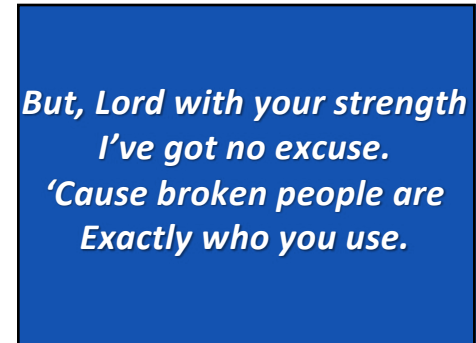 But, Lord with your strength
I’ve got no excuse.
‘Cause broken people are
Exactly who you use.